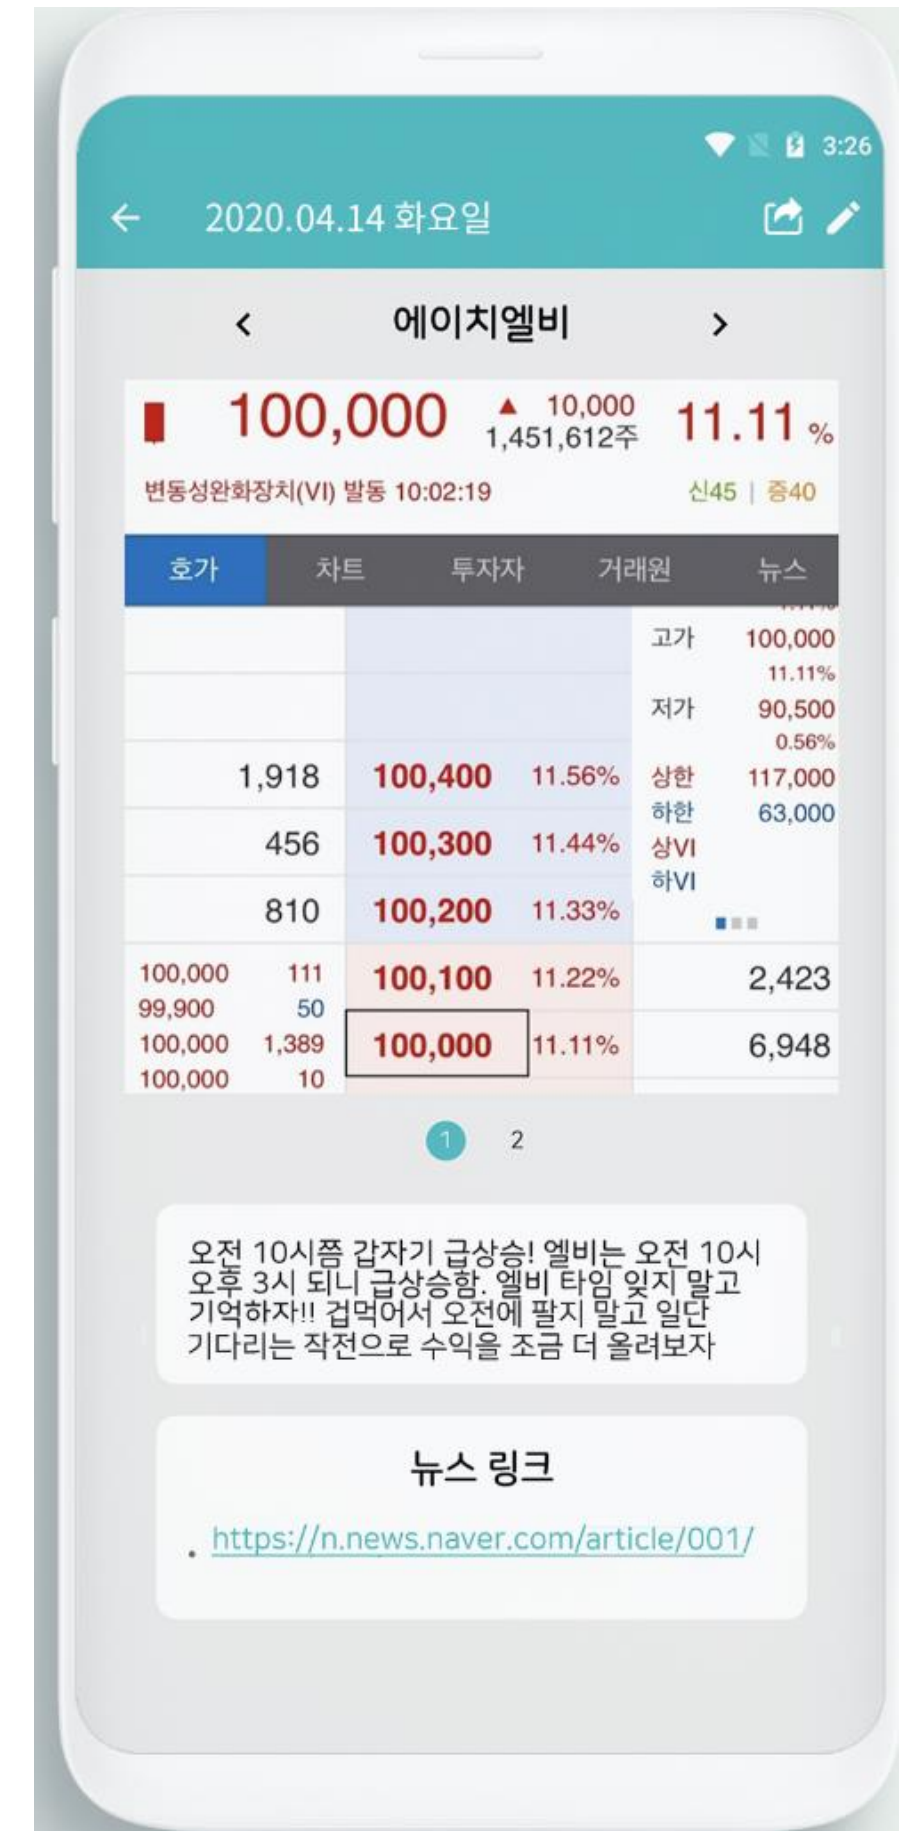 3:26
2020.04.14 화요일
에이치엘비
100,000 ▲ 10,000 11.11 %
1,451,612주
변동성완화장치(VI) 발동 10:02:19 신45 | 증40
호가 차트 투자자 거래원 뉴스
고가 100,000
11.11%
저가 90,500
0.56%
1,918 100,400 11.56% 상한 117,000
하한 63,000
456 100,300 11.44% 상VI
하VI
810 100,200 11.33%
100,000 111 100,100 11.22% 2,423
99,900 50
100,000 1,389 100,000 11.11% 6,948
100,000 10
1 2
오전 10시쯤 갑자기 급상승! 엘비는 오전 10시
오후 3시 되니 급상승함. 엘비 타임 잊지 말고
기억하자!! 겁먹어서 오전에 팔지 말고 일단
기다리는 작전으로 수익을 조금 더 올려보자
뉴스 링크
• https://n.news.naver.com/article/001/